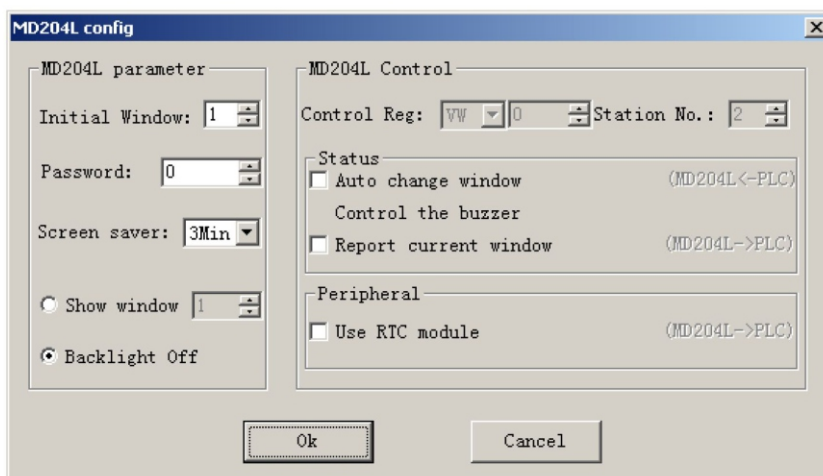 MD204L config
MD204L parameter
Initial Window: 1
Password: 0
Screen saver: 3Min
Show window 1
Backlight Off
MD204L Control
Control Reg: VW 0 Station No.: 2
Status
Auto change window (MD204L<-PLC)
Control the buzzer
Report current window (MD204L->PLC)
Peripheral
Use RTC module (MD204L->PLC)
Ok Cancel